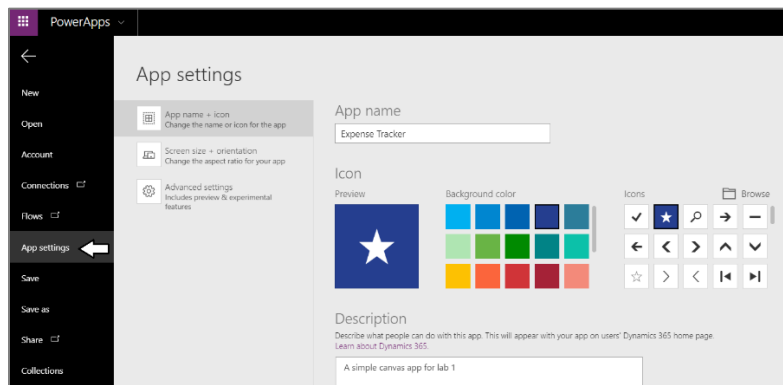 PowerApps
New
Open
Account
Connections
Flows
App settings
Save
Save as
Share
Collections
App settings
App name + icon
Change the name or icon for the app
Screen size + orientation
Change the aspect ratio for your app
Advanced settings
Includes preview & experimental
features
App name
Expense Tracker
Icon
Preview
Background color
Icons
Browse
Description
Describe what people can do with this app. This will appear with your app on users' Dynamics 365 home page.
Learn about Dynamics 365.
A simple canvas app for lab 1